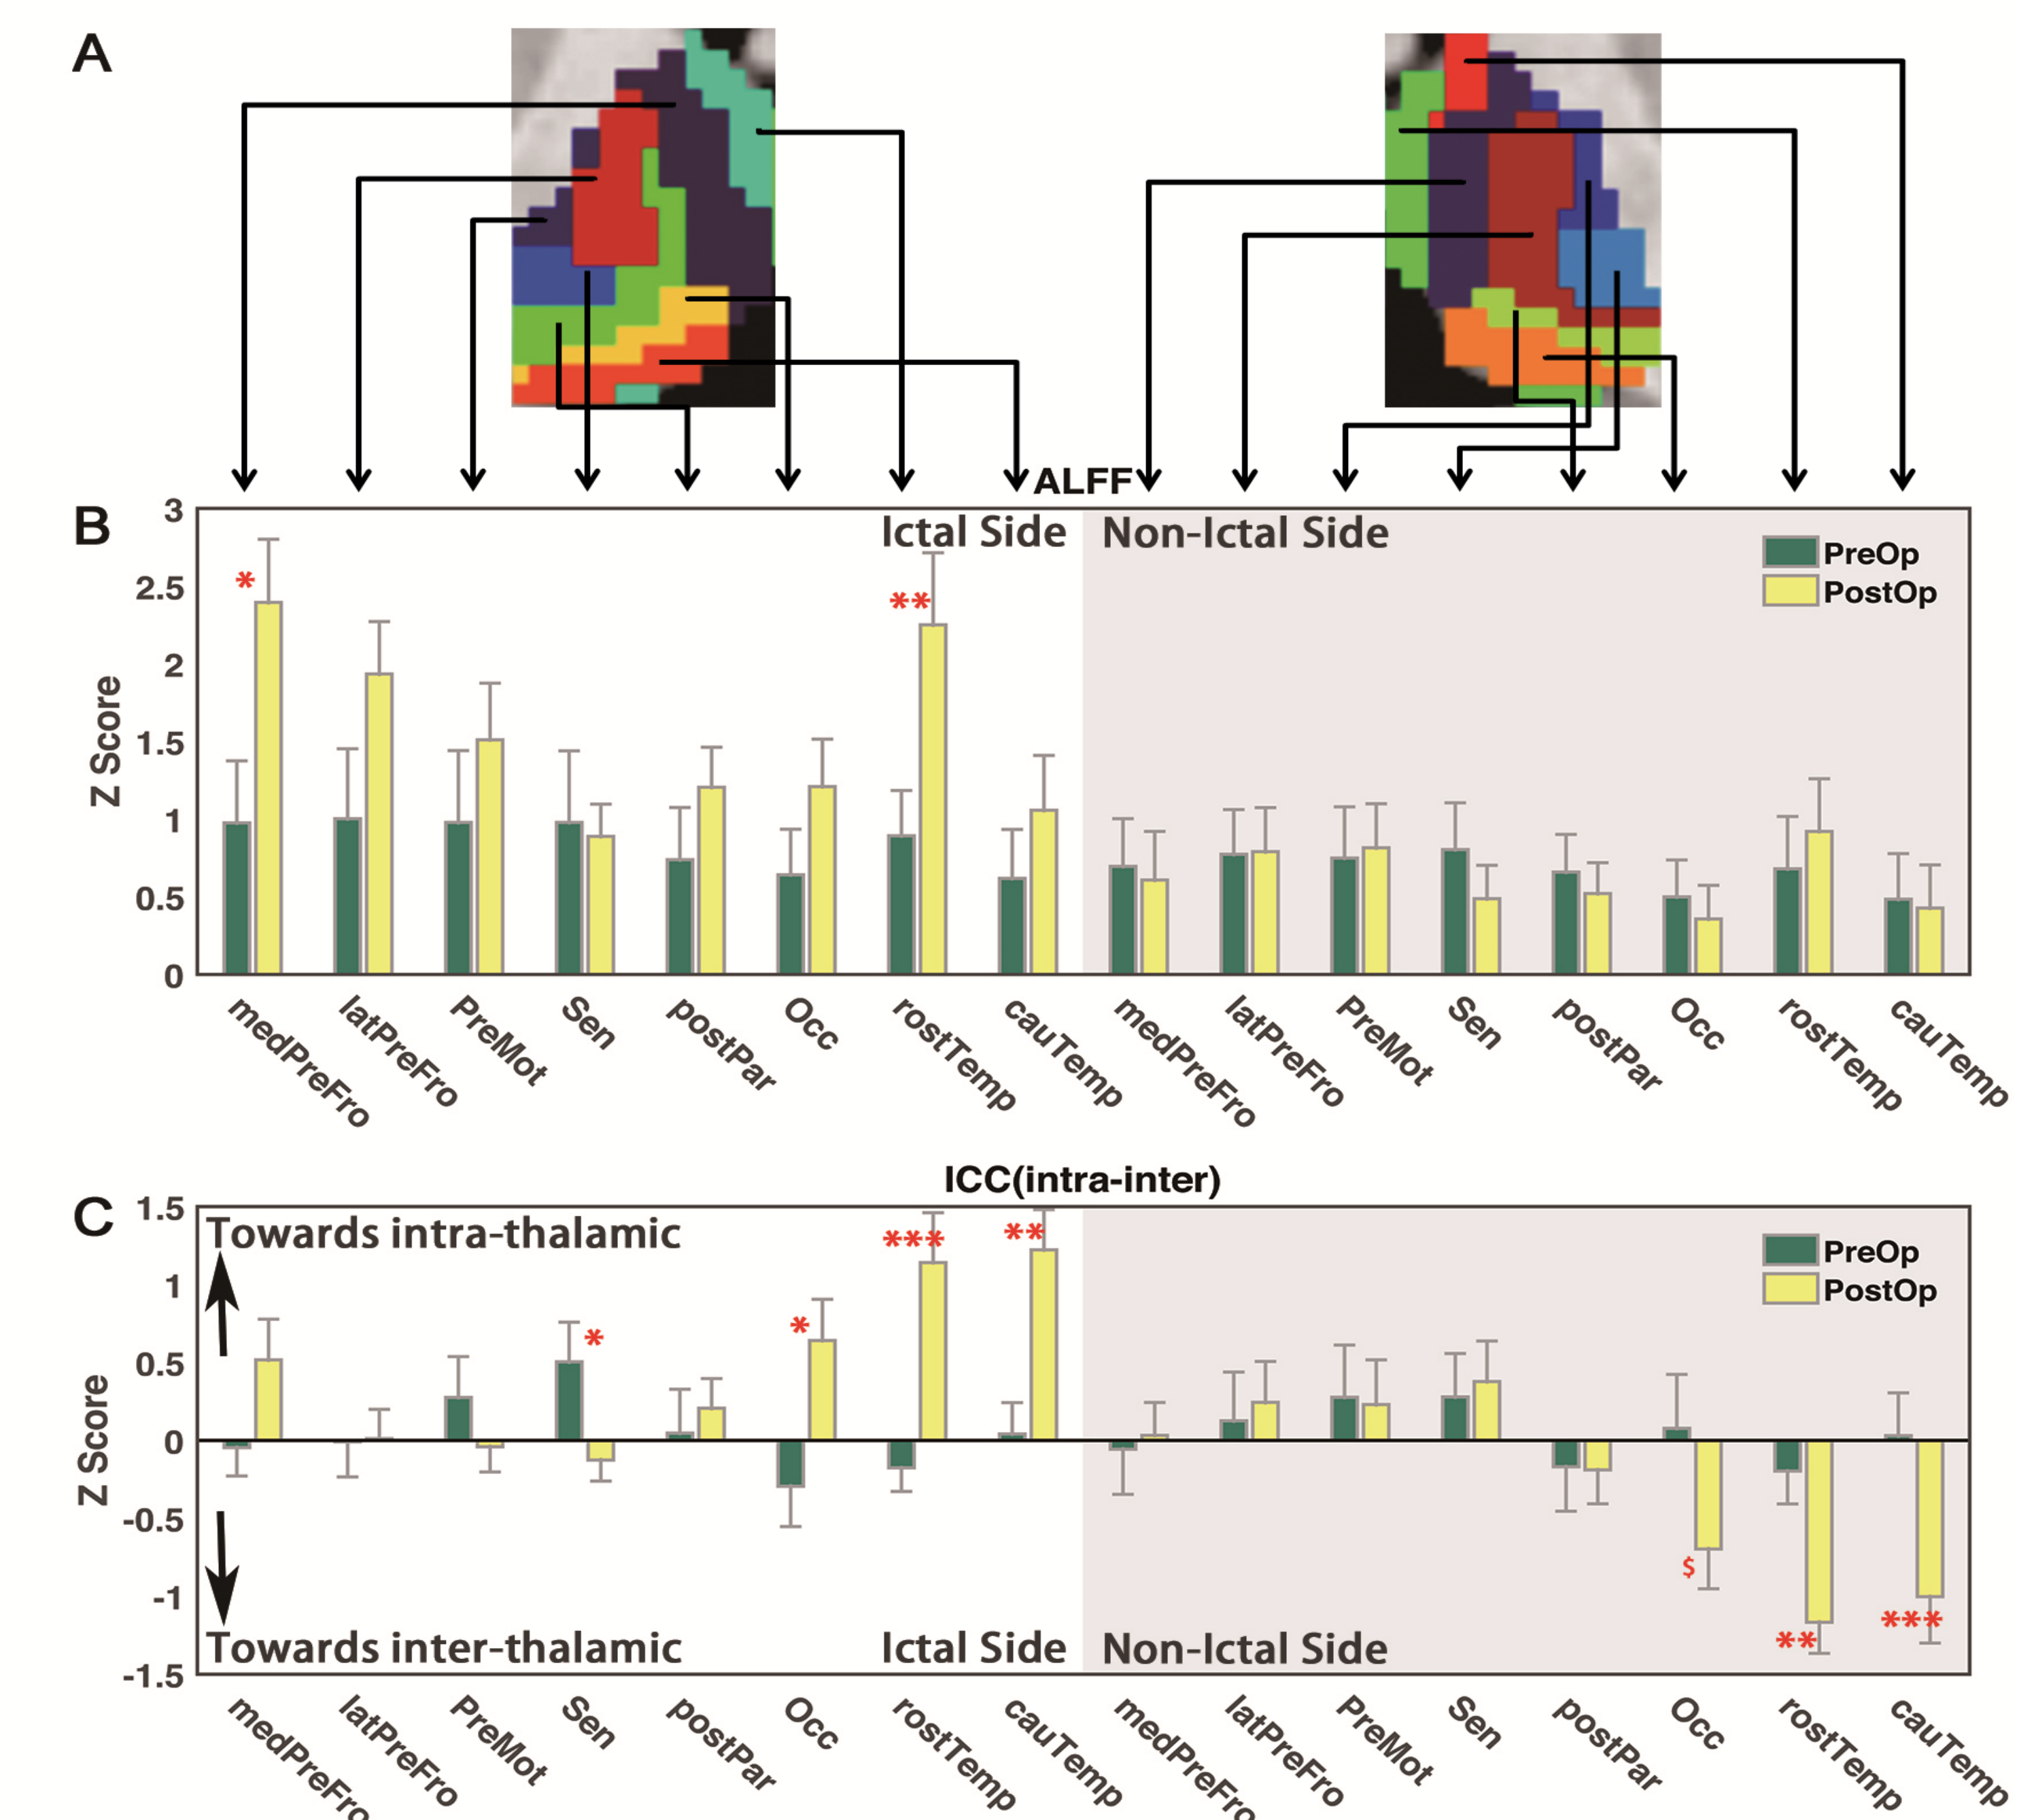 A
ALFF
B
3
2.5
2
1.5
1
0.5
0
Z Score
Ictal Side
Non-Ictal Side
PreOp
PostOp
*
**
medPreFro
latPreFro
PreMot
Sen
postPar
Occ
rostTemp
cauTemp
medPreFro
latPreFro
PreMot
Sen
postPar
Occ
rostTemp
cauTemp
ICC(intra-inter)
C
1.5
1
0.5
0
-0.5
-1
-1.5
Z Score
Towards intra-thalamic
Towards inter-thalamic
Ictal Side
Non-Ictal Side
PreOp
PostOp
*
*
***
**
$
**
***
medPreFro
latPreFro
PreMot
Sen
postPar
Occ
rostTemp
cauTemp
medPreFro
latPreFro
PreMot
Sen
postPar
Occ
rostTemp
cauTemp